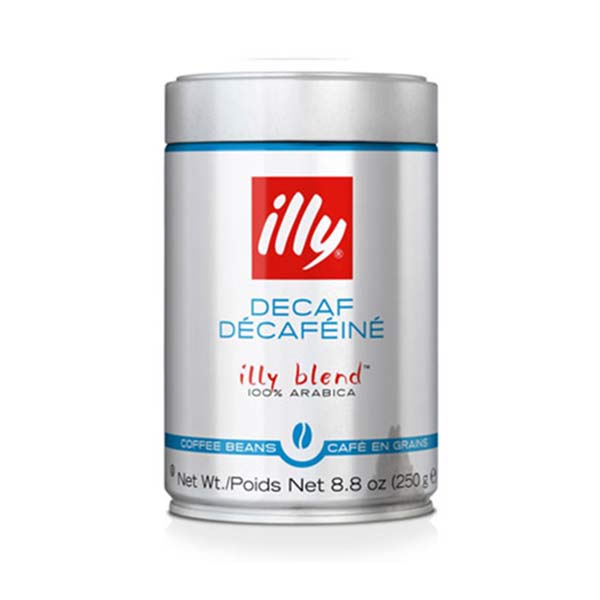 illy®
DECAF
DÉCAFÉINÉ
illy blend™
100% ARABICA
COFFEE BEANS CAFÉ EN GRAINS
Net Wt./Poids Net 8.8 oz (250 g e